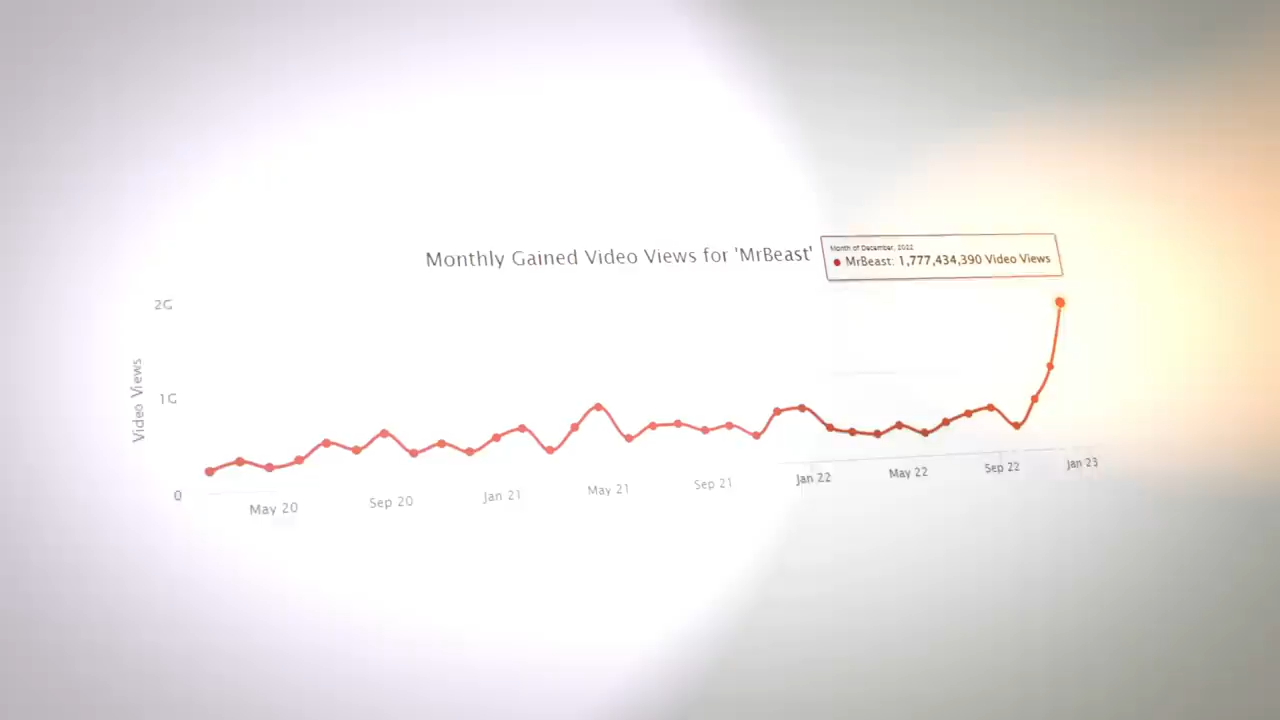 Monthly Gained Video Views for 'MrBeast'
Month of December, 2022
● MrBeast: 1,777,434,390 Video Views
2G
1G
0
Video Views
May 20
Sep 20
Jan 21
May 21
Sep 21
Jan 22
May 22
Sep 22
Jan 23